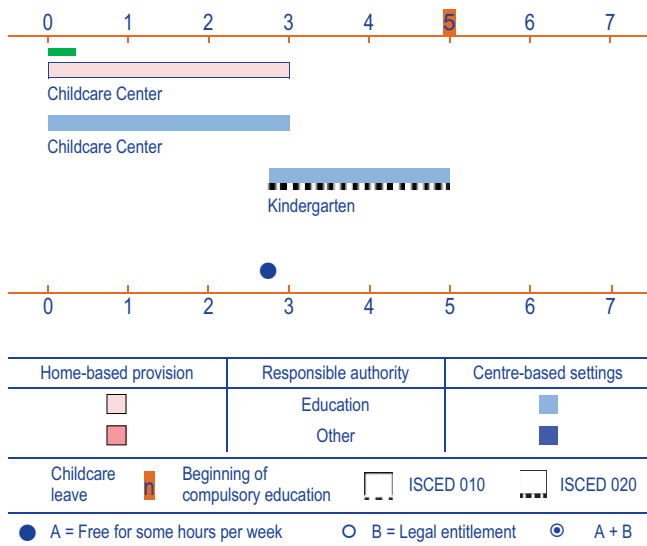 0 1 2 3 4 5 6 7
Childcare Center
Childcare Center
Kindergarten
0 1 2 3 4 5 6 7
Home-based provision Responsible authority Centre-based settings
Education
Other
Childcare leave n Beginning of compulsory education ISCED 010 ISCED 020
A = Free for some hours per week B = Legal entitlement A + B